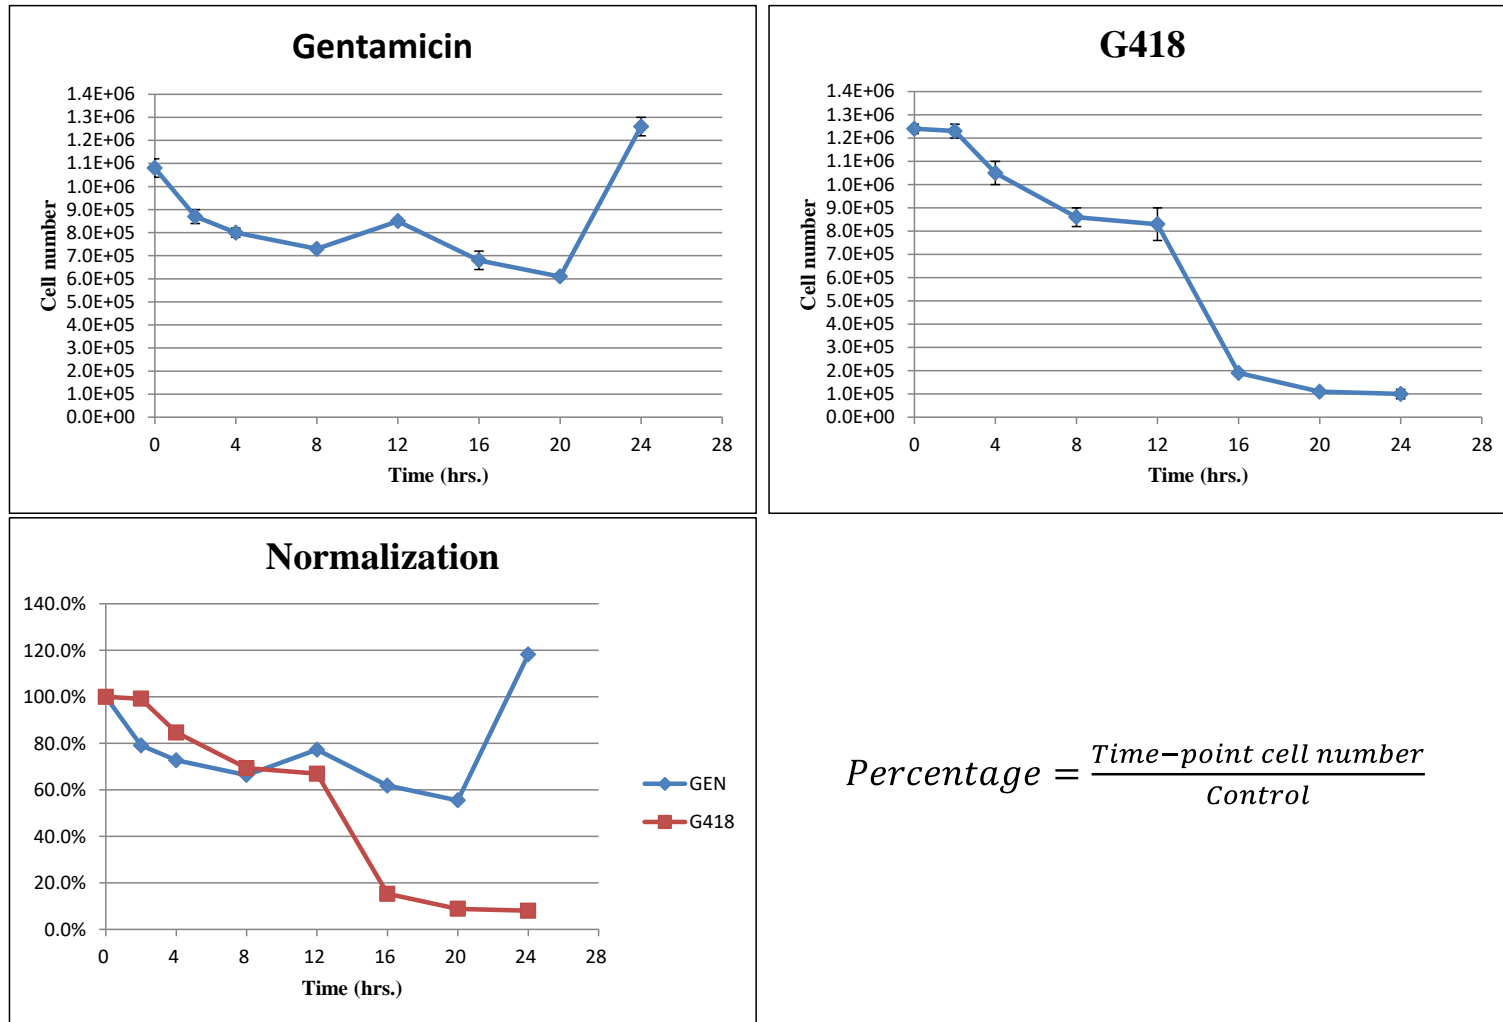 Gentamicin
1.4E+06
1.3E+06
1.2E+06
1.1E+06
1.0E+06
9.0E+05
8.0E+05
7.0E+05
6.0E+05
5.0E+05
4.0E+05
3.0E+05
2.0E+05
1.0E+05
0.0E+00
Cell number
0 4 8 12 16 20 24 28
Time (hrs.)
G418
1.4E+06
1.3E+06
1.2E+06
1.1E+06
1.0E+06
9.0E+05
8.0E+05
7.0E+05
6.0E+05
5.0E+05
4.0E+05
3.0E+05
2.0E+05
1.0E+05
0.0E+00
Cell number
0 4 8 12 16 20 24 28
Time (hrs.)
Normalization
140.0%
120.0%
100.0%
80.0%
60.0%
40.0%
20.0%
0.0%
0 4 8 12 16 20 24 28
Time (hrs.)
GEN
G418
Percentage = Time−point cell number
Control